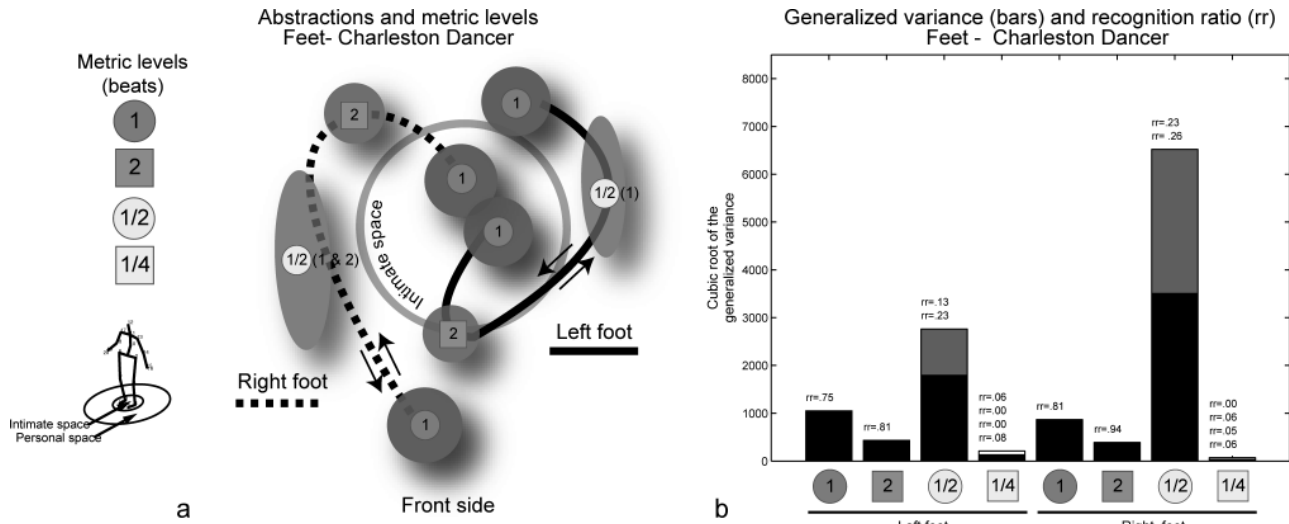 Abstractions and metric levels
Feet- Charleston Dancer
Metric levels
(beats)
1
2
1/2
1/4
Intimate space
Personal space
1
2
1
1
1/2 (1)
1/2 (1 & 2)
Intimate space
2
1
Left foot
Right foot
Front side
a
Generalized variance (bars) and recognition ratio (rr)
Feet - Charleston Dancer
Cubic root of the
generalized variance
8000
7000
6000
5000
4000
3000
2000
1000
0
rr=.75
rr=.81
rr=.13
rr=.23
rr=.06
rr=.00
rr=.00
rr=.08
rr=.81
rr=.94
rr=.23
rr= .26
rr=.00
rr=.06
rr=.05
rr=.06
1
2
1/2
1/4
1
2
1/2
1/4
Left foot
Right foot
b